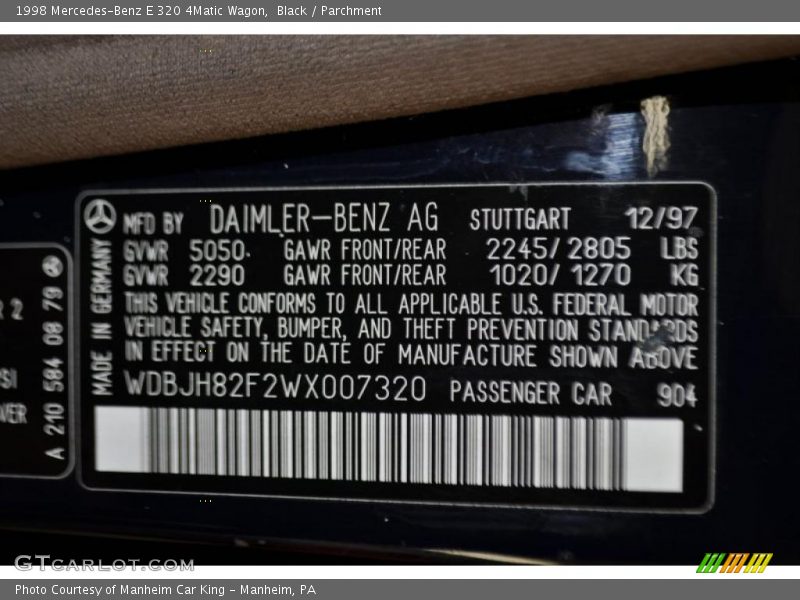 1998 Mercedes-Benz E 320 4Matic Wagon, Black / Parchment
MFD BY DAIMLER-BENZ AG STUTTGART 12/97
GVWR 5050 GAWR FRONT/REAR 2245/2805 LBS
GVWR 2290 GAWR FRONT/REAR 1020/1270 KG
THIS VEHICLE CONFORMS TO ALL APPLICABLE U.S. FEDERAL MOTOR
VEHICLE SAFETY, BUMPER, AND THEFT PREVENTION STANDARDS
IN EFFECT ON THE DATE OF MANUFACTURE SHOWN ABOVE
WDBJH82F2WX007320 PASSENGER CAR 904
MADE IN GERMANY
A 210 584 08 79
R 2
SI
VER
GTCARLOT.COM
Photo Courtesy of Manheim Car King - Manheim, PA